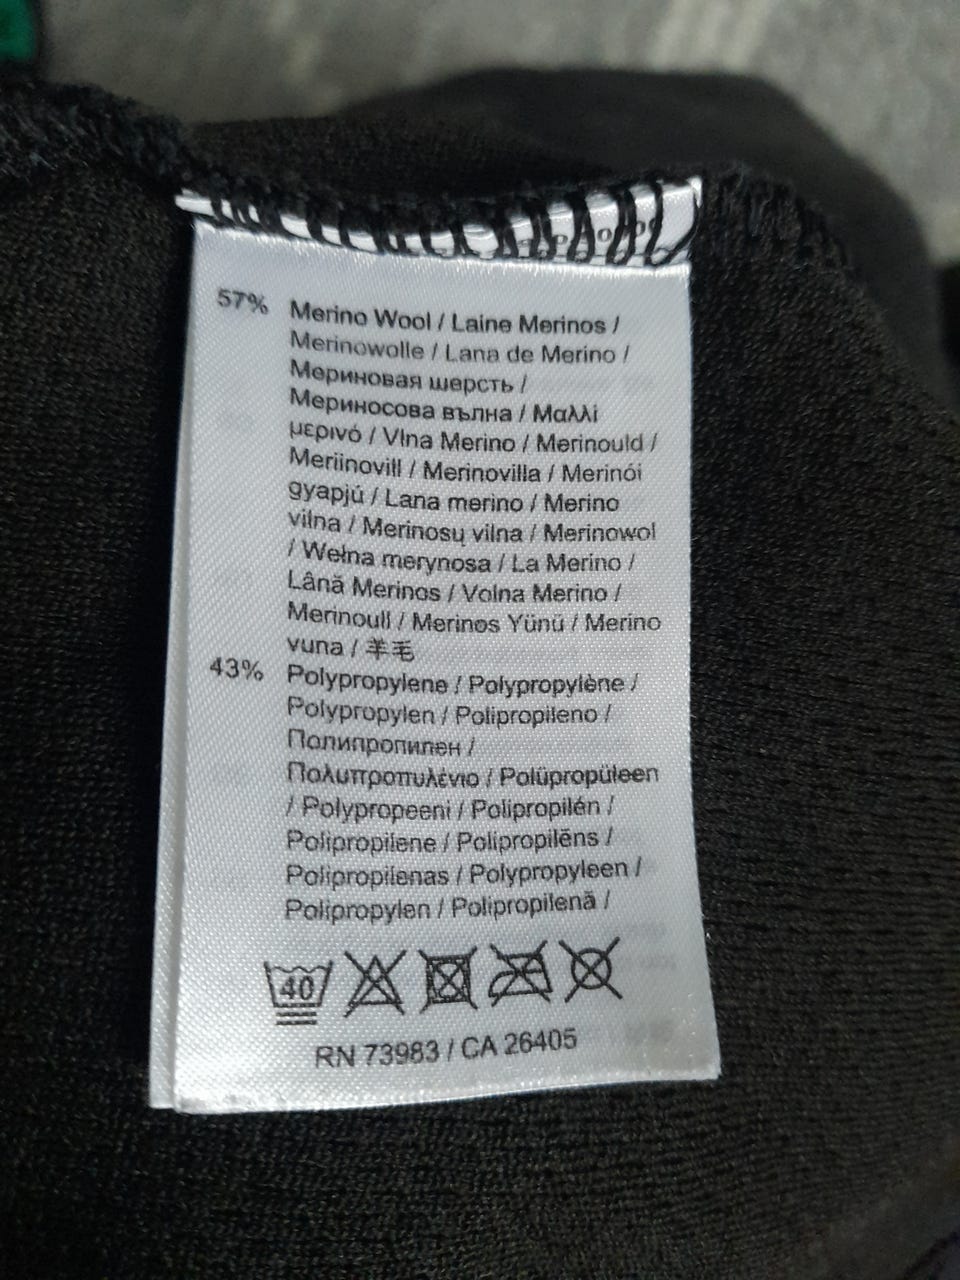 57% Merino Wool / Laine Merinos /
Merinowolle / Lana de Merino /
Мериновая шерсть /
Мериносова вълна / Μαλλί
μερινό / Vlna Merino / Merinould /
Meriinovill / Merinovilla / Merinói
gyapjú / Lana merino / Merino
vilna / Merinosų vilna / Merinowol
/ Wełna merynosa / La Merino /
Lână Merinos / Volna Merino /
Merinoull / Merinos Yünü / Merino
vuna / 羊毛
43% Polypropylene / Polypropylène /
Polypropylen / Polipropileno /
Полипропилен /
Πολυπροπυλένιο / Polüpropüleen
/ Polypropeeni / Polipropilén /
Polipropilene / Polipropilēns /
Polipropilenas / Polypropyleen /
Polipropylen / Polipropilenă /
40
RN 73983 / CA 26405